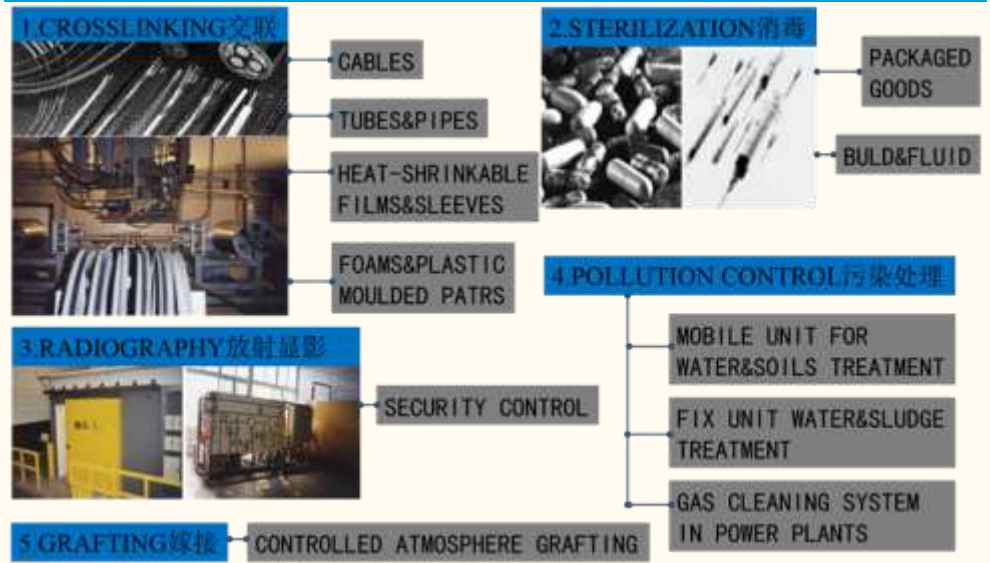 1.CROSSLINKING交联
CABLES
TUBES&PIPES
HEAT-SHRINKABLE
FILMS&SLEEVES
FOAMS&PLASTIC
MOULDED PATRS
2.STERILIZATION消毒
PACKAGED
GOODS
BULD&FLUID
3.RADIOGRAPHY放射显影
SECURITY CONTROL
4.POLLUTION CONTROL污染处理
MOBILE UNIT FOR
WATER&SOILS TREATMENT
FIX UNIT WATER&SLUDGE
TREATMENT
GAS CLEANING SYSTEM
IN POWER PLANTS
5.GRAFTING嫁接
CONTROLLED ATMOSPHERE GRAFTING